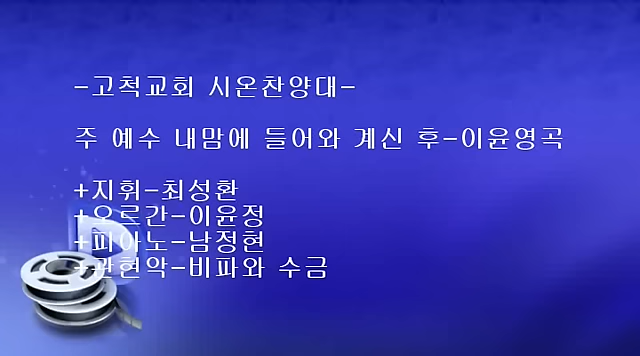 -고척교회 시온찬양대-
주 예수 내맘에 들어와 계신 후-이윤영곡
+지휘-최성환
+오르간-이윤정
+피아노-남정현
+관현악-비파와 수금